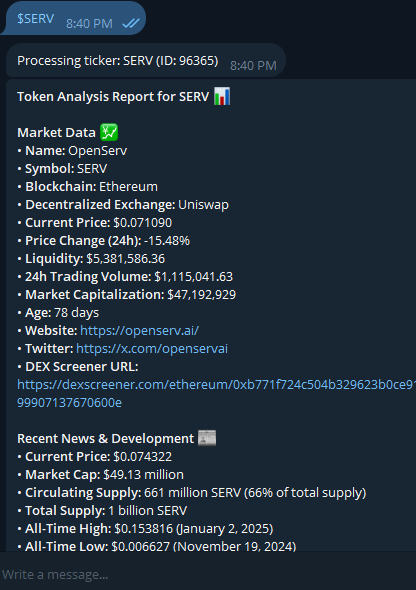 $SERV 8:40 PM
Processing ticker: SERV (ID: 96365) 8:40 PM
Token Analysis Report for SERV 📊
Market Data 💹
• Name: OpenServ
• Symbol: SERV
• Blockchain: Ethereum
• Decentralized Exchange: Uniswap
• Current Price: $0.071090
• Price Change (24h): -15.48%
• Liquidity: $5,381,586.36
• 24h Trading Volume: $1,115,041.63
• Market Capitalization: $47,192,929
• Age: 78 days
• Website: https://openserv.ai/
• Twitter: https://x.com/openservai
• DEX Screener URL:
https://dexscreener.com/ethereum/0xb771f724c504b329623b0ce91
99907137670600e
Recent News & Development 📰
• Current Price: $0.074322
• Market Cap: $49.13 million
• Circulating Supply: 661 million SERV (66% of total supply)
• Total Supply: 1 billion SERV
• All-Time High: $0.153816 (January 2, 2025)
• All-Time Low: $0.006627 (November 19, 2024)
Write a message...